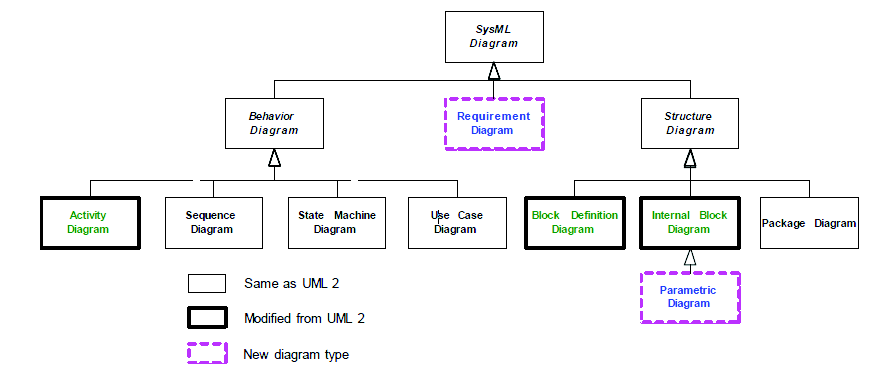 SysML
Diagram
Behavior
Diagram
Requirement
Diagram
Structure
Diagram
Activity
Diagram
Sequence
Diagram
State Machine
Diagram
Use Case
Diagram
Block Definition
Diagram
Internal Block
Diagram
Package Diagram
Parametric
Diagram
Same as UML 2
Modified from UML 2
New diagram type